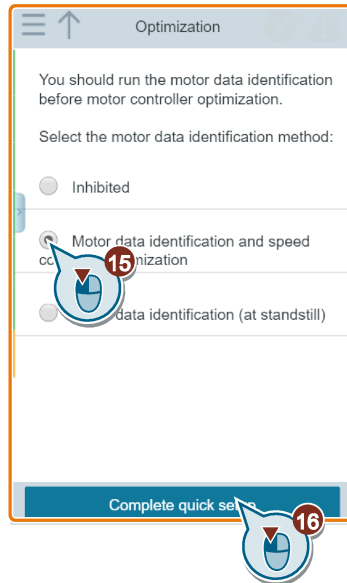 Optimization
You should run the motor data identification
before motor controller optimization.
Select the motor data identification method:
Inhibited
Motor data identification and speed
15
data identification (at standstill)
Complete quick
16